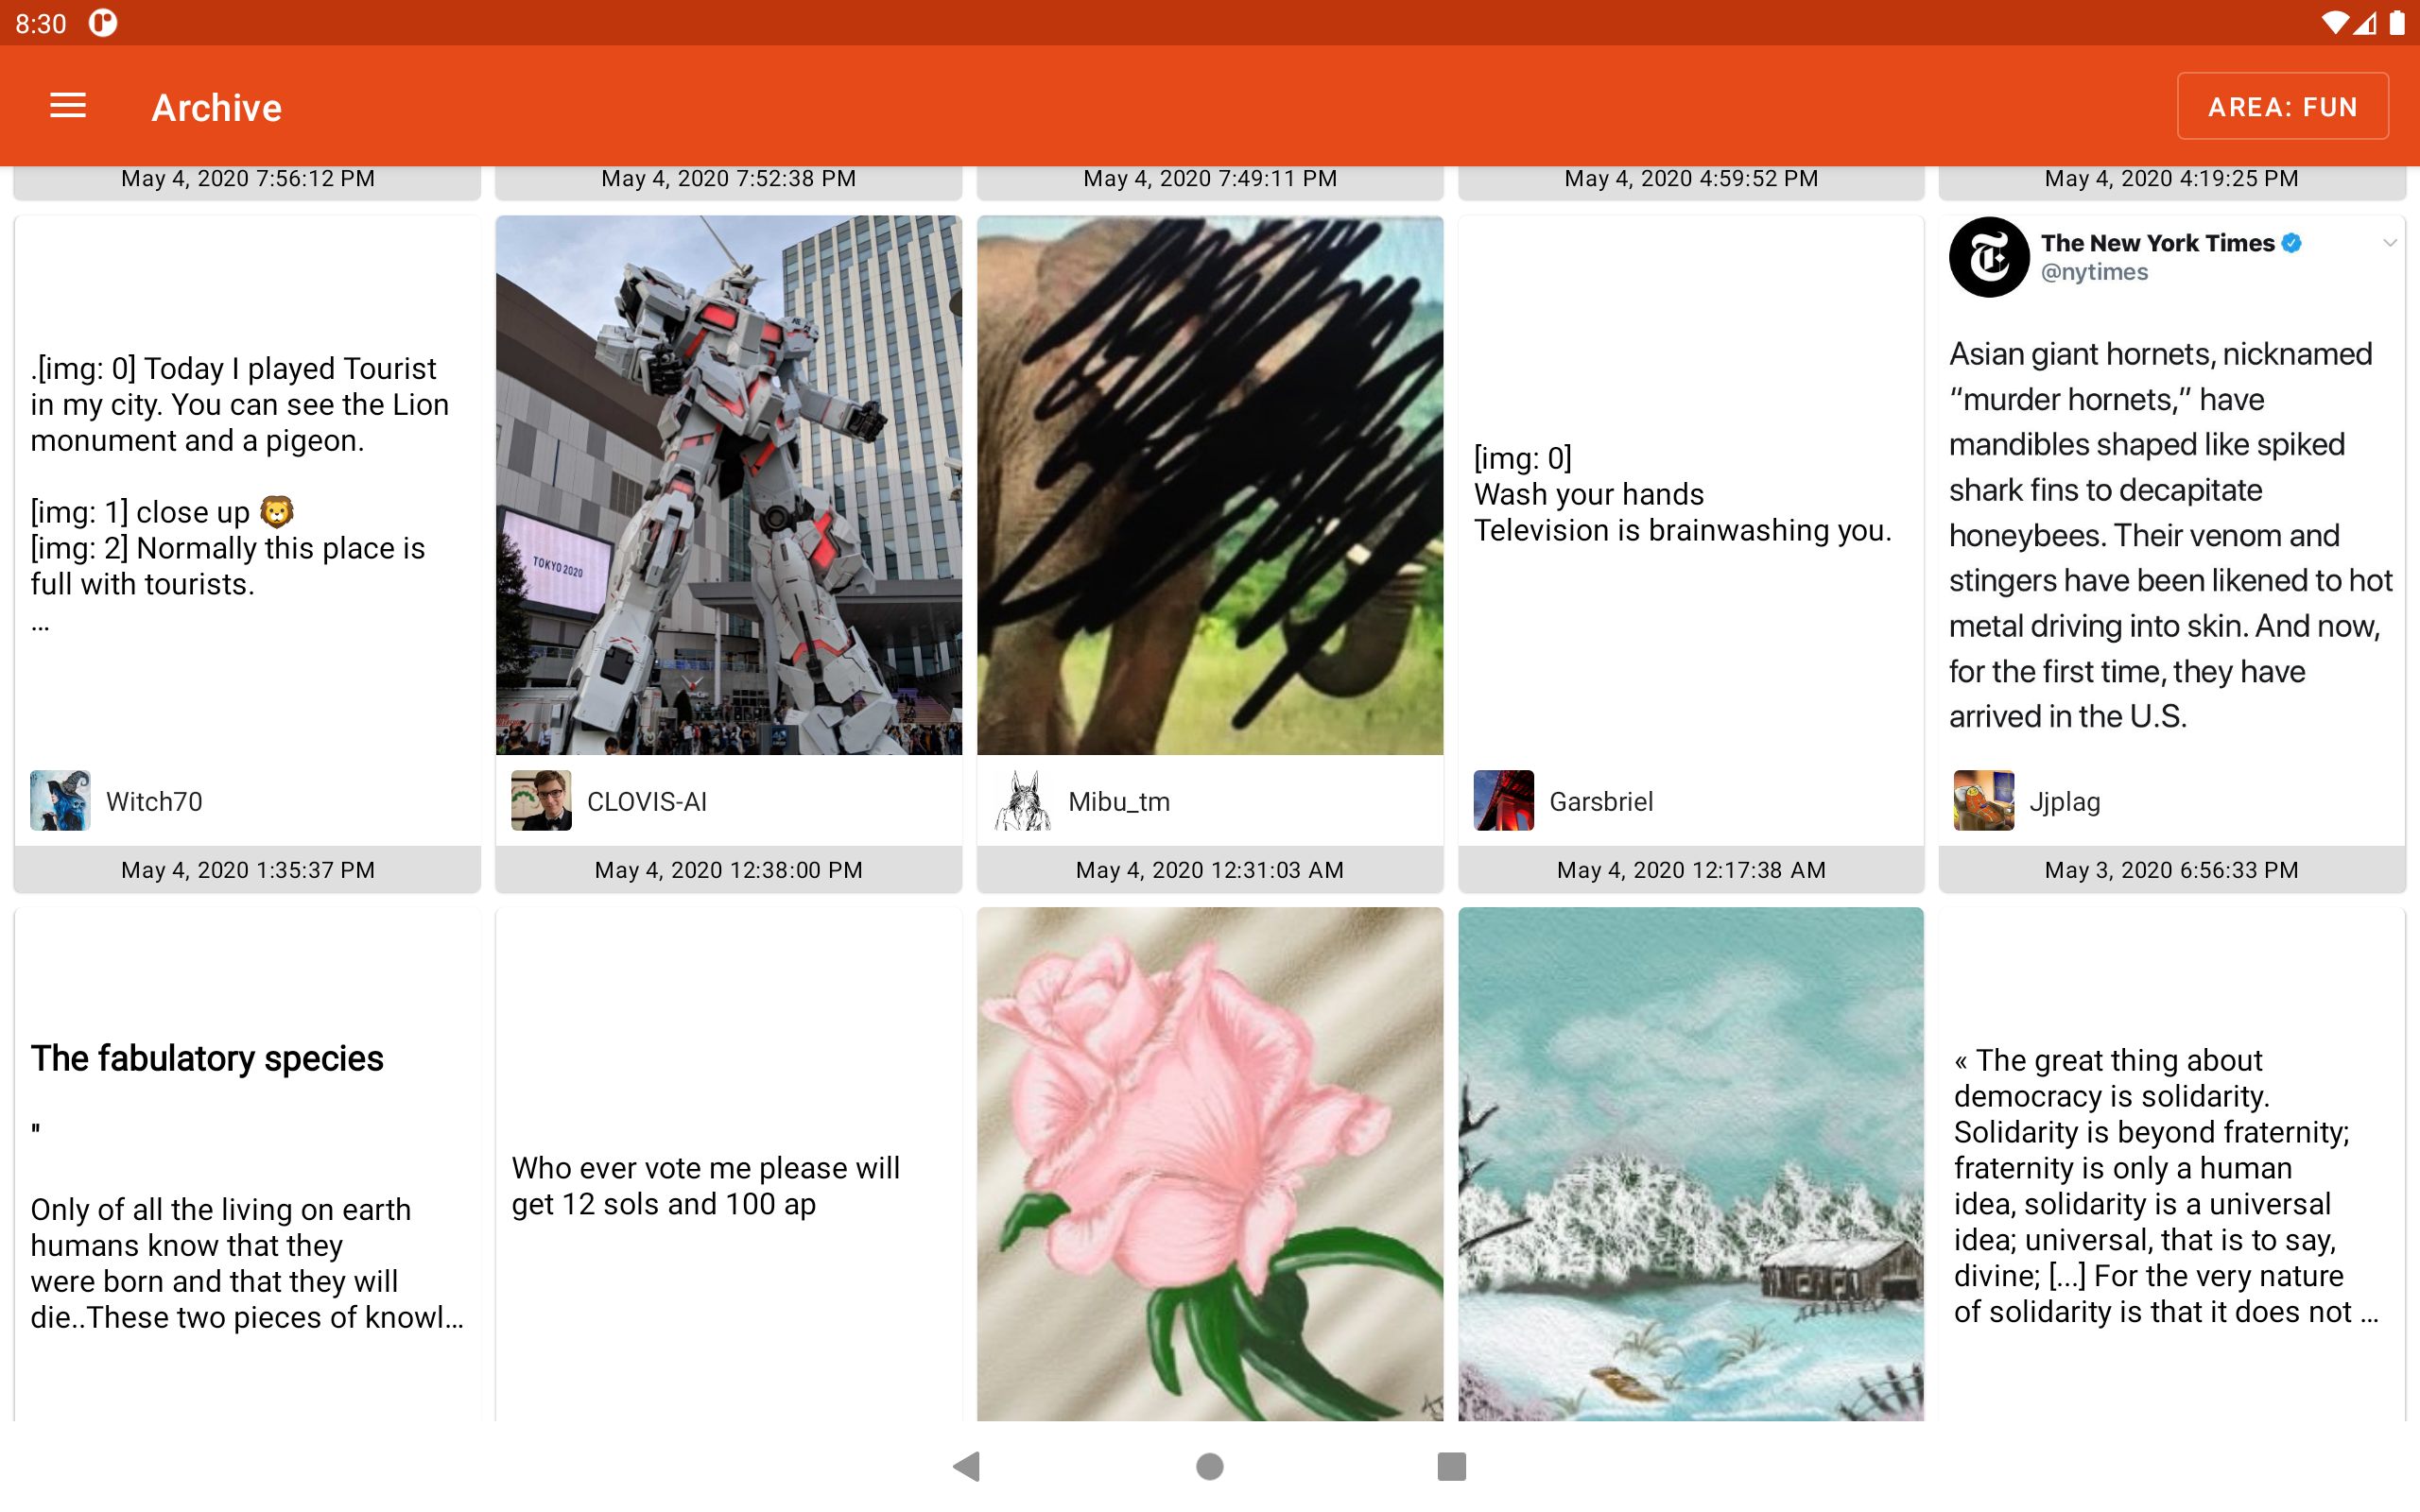 8:30
Archive
AREA: FUN
May 4, 2020 7:56:12 PM
May 4, 2020 7:52:38 PM
May 4, 2020 7:49:11 PM
May 4, 2020 4:59:52 PM
May 4, 2020 4:19:25 PM
.[img: 0] Today I played Tourist
in my city. You can see the Lion
monument and a pigeon.
[img: 1] close up 🦁
[img: 2] Normally this place is
full with tourists.
...
Witch70
May 4, 2020 1:35:37 PM
TOKYO 2020
CLOVIS-AI
May 4, 2020 12:38:00 PM
Mibu_tm
May 4, 2020 12:31:03 AM
[img: 0]
Wash your hands
Television is brainwashing you.
Garsbriel
May 4, 2020 12:17:38 AM
The New York Times
@nytimes
Asian giant hornets, nicknamed
“murder hornets,” have
mandibles shaped like spiked
shark fins to decapitate
honeybees. Their venom and
stingers have been likened to hot
metal driving into skin. And now,
for the first time, they have
arrived in the U.S.
Jjplag
May 3, 2020 6:56:33 PM
The fabulatory species
"
Only of all the living on earth
humans know that they
were born and that they will
die..These two pieces of knowl...
Who ever vote me please will
get 12 sols and 100 ap
« The great thing about
democracy is solidarity.
Solidarity is beyond fraternity;
fraternity is only a human
idea, solidarity is a universal
idea; universal, that is to say,
divine; [...] For the very nature
of solidarity is that it does not ...